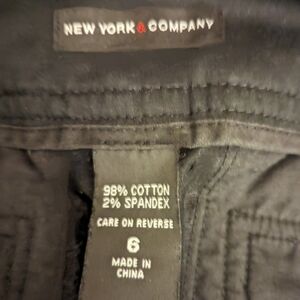 NEW YORK & COMPANY
98% COTTON
2% SPANDEX
CARE ON REVERSE
6
MADE IN
CHINA